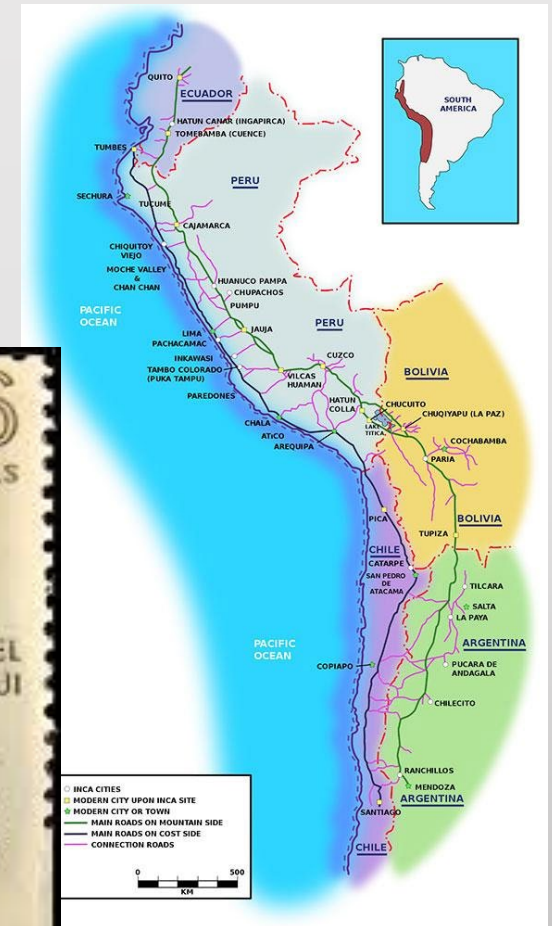 QUITO
ECUADOR
HATUN CANAR (INGAPIRCA)
TOMEBAMBA (CUENCE)
TUMBES
PERU
SECHURA
TUCUME
CAJAMARCA
CHIQUITOY
VIEJO
MOCHE VALLEY
&
CHAN CHAN
HUANUCO PAMPA
CHUPACHOS
PUMPU
PACIFIC
OCEAN
PERU
LIMA
JAUJA
PACHACAMAC
INKAWASI
TAMBO COLORADO
(PUKA TAMPU)
CUZCO
VILCAS
HUAMAN
BOLIVIA
PAREDONES
HATUN
COLLA
CHUCUITO
CHUQIYAPU (LA PAZ)
LAKE
TITICA.
CHALA
ATICO
AREQUIPA
COCHABAMBA
PARIA
PICA
BOLIVIA
TUPIZA
CHILE
CATARPE
SAN PEDRO
DE
ATACAMA
TILCARA
SALTA
LA PAYA
ARGENTINA
PACIFIC
OCEAN
COPIAPO
PUCARA DE
ANDAGALA
CHILECITO
RANCHILLOS
MENDOZA
ARGENTINA
SANTIAGO
CHILE
SOUTH
AMERICA
INCA CITIES
MODERN CITY UPON INCA SITE
MODERN CITY OR TOWN
MAIN ROADS ON MOUNTAIN SIDE
MAIN ROADS ON COST SIDE
CONNECTION ROADS
0 500
KM